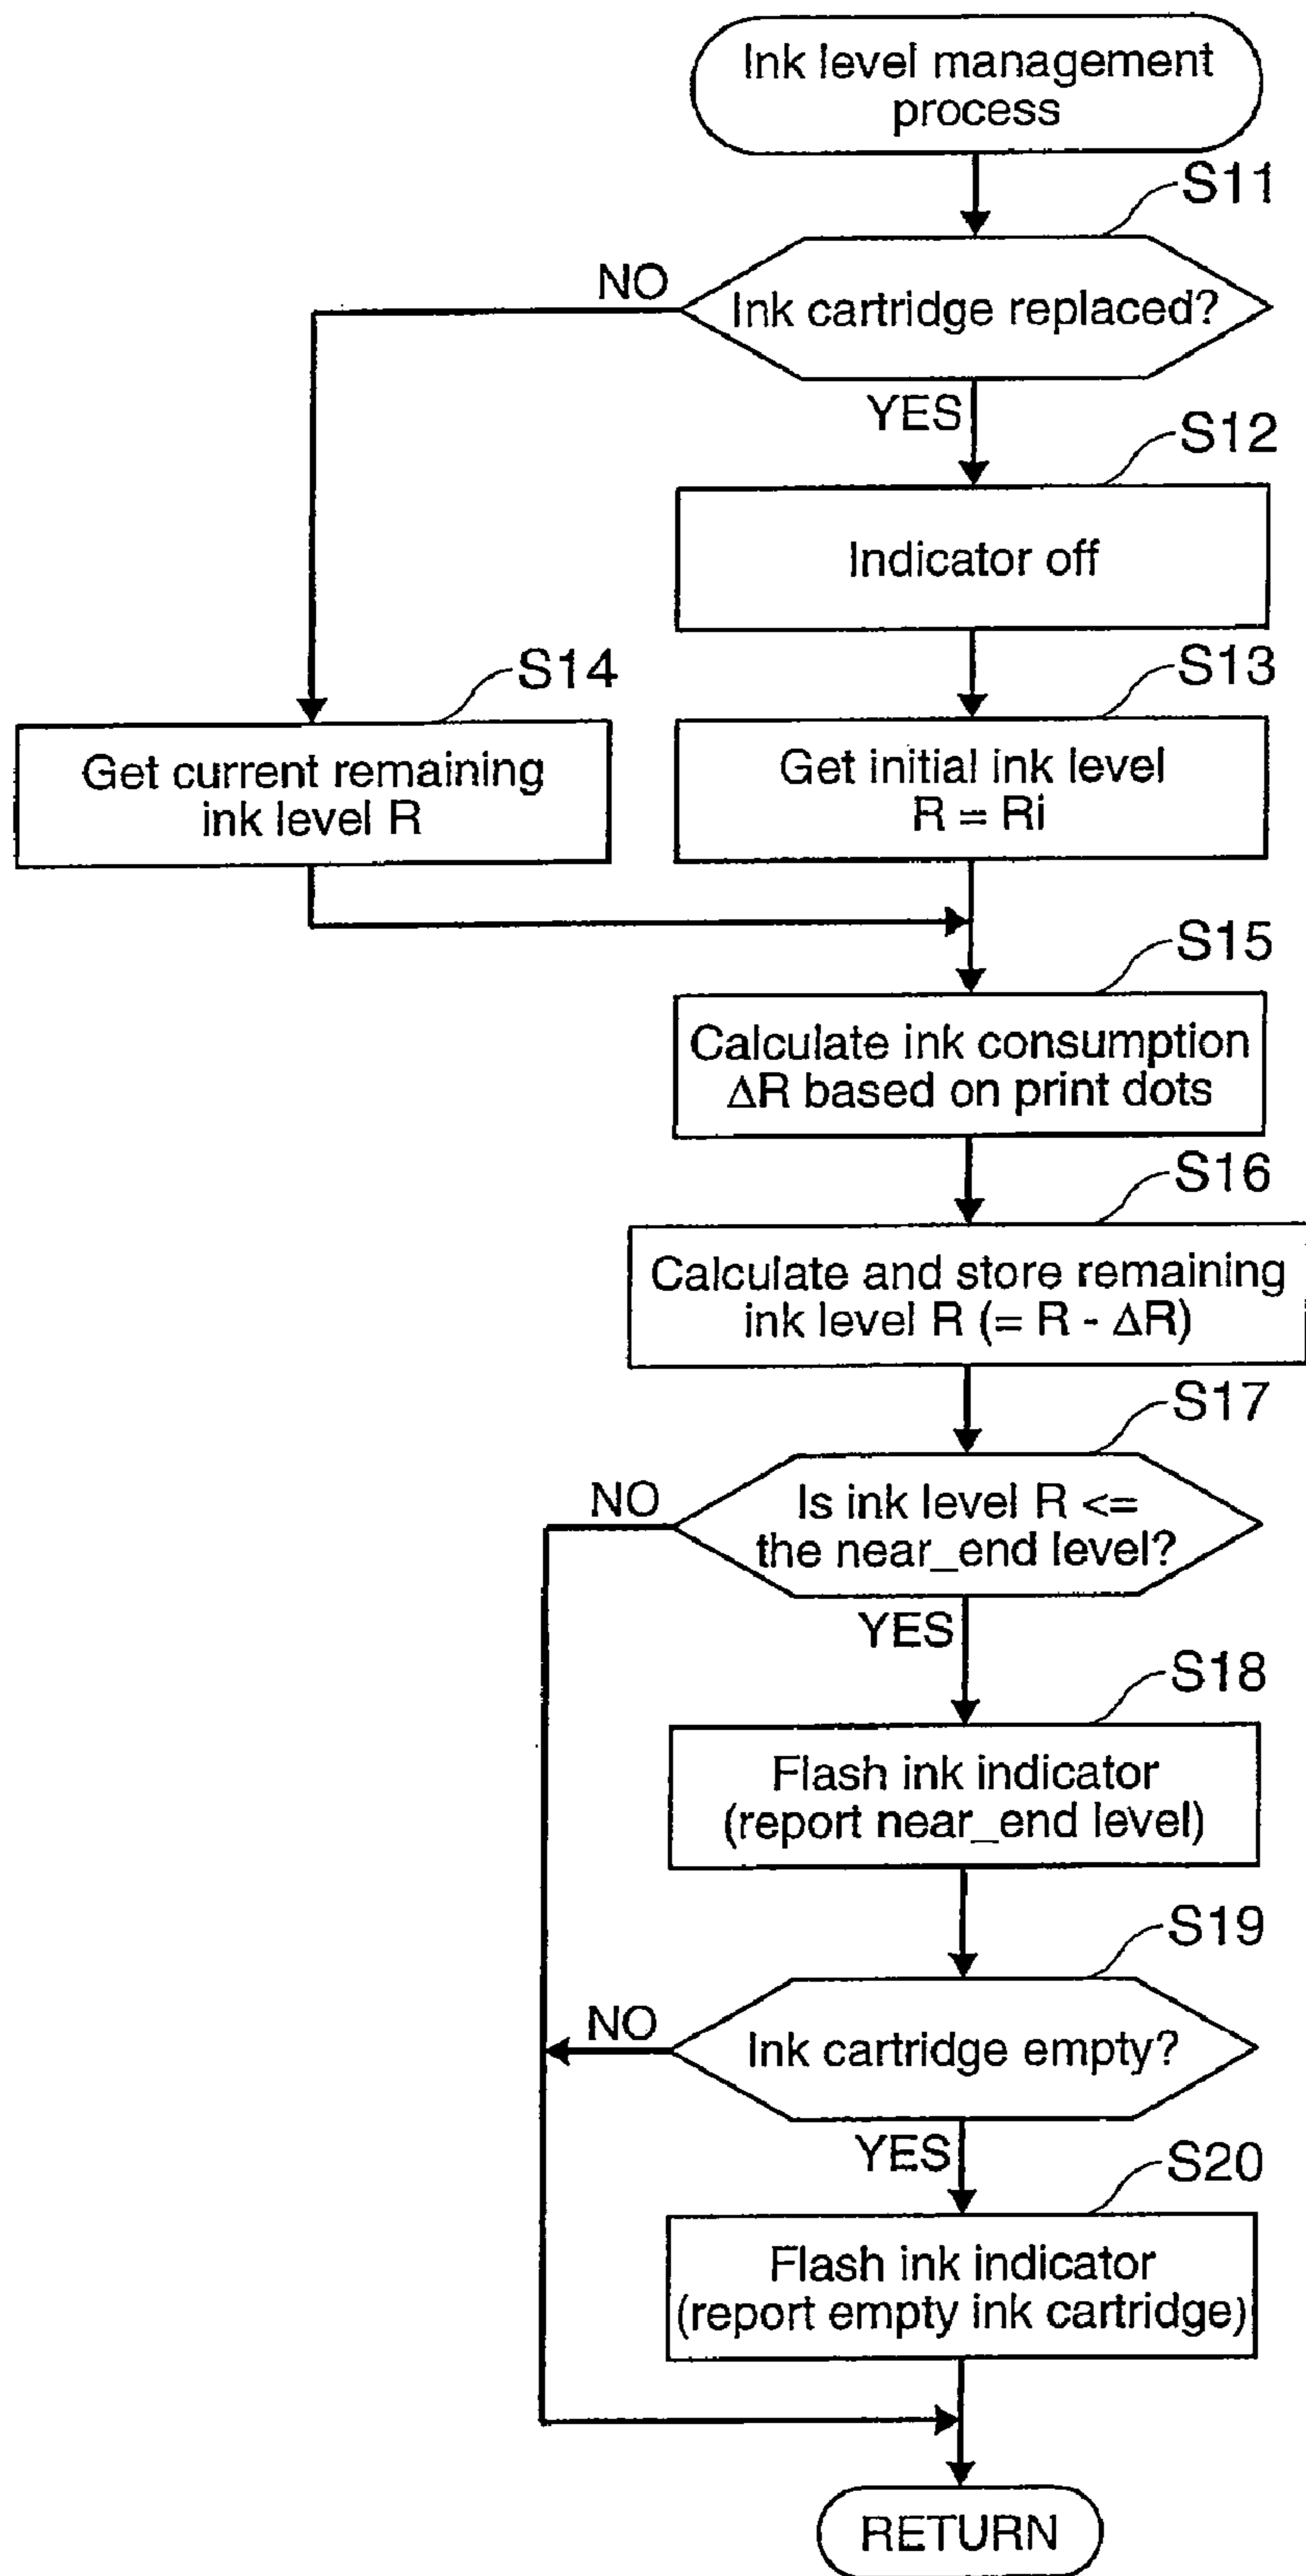 Ink level management
process
S11
NO
Ink cartridge replaced?
YES
S12
Indicator off
S14
S13
Get current remaining
ink level R
Get initial ink level
R = Ri
S15
Calculate ink consumption
ΔR based on print dots
S16
Calculate and store remaining
ink level R (= R - ΔR)
S17
NO
Is ink level R <=
the near_end level?
YES
S18
Flash ink indicator
(report near_end level)
S19
NO
Ink cartridge empty?
YES
S20
Flash ink indicator
(report empty ink cartridge)
RETURN